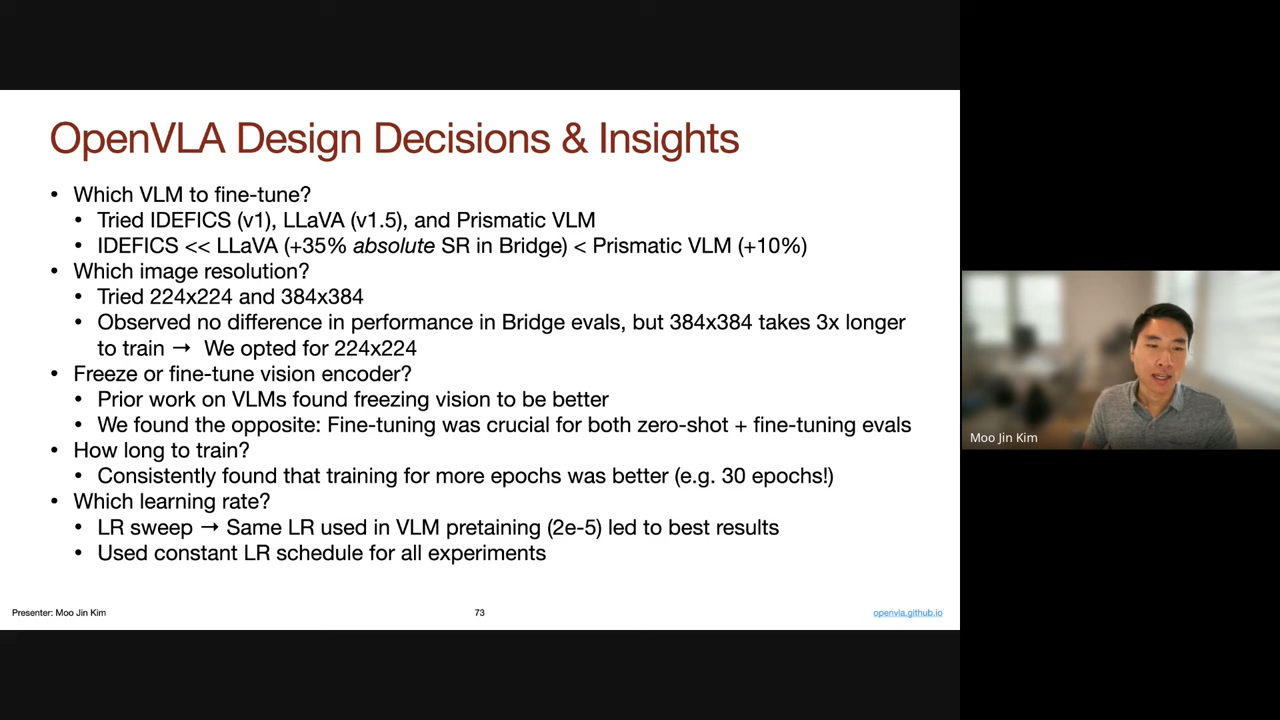 OpenVLA Design Decisions & Insights
• Which VLM to fine-tune?
• Tried IDEFICS (v1), LLaVA (v1.5), and Prismatic VLM
• IDEFICS << LLaVA (+35% absolute SR in Bridge) < Prismatic VLM (+10%)
• Which image resolution?
• Tried 224x224 and 384x384
• Observed no difference in performance in Bridge evals, but 384x384 takes 3x longer
to train → We opted for 224x224
• Freeze or fine-tune vision encoder?
• Prior work on VLMs found freezing vision to be better
• We found the opposite: Fine-tuning was crucial for both zero-shot + fine-tuning evals
• How long to train?
• Consistently found that training for more epochs was better (e.g. 30 epochs!)
• Which learning rate?
• LR sweep → Same LR used in VLM pretaining (2e-5) led to best results
• Used constant LR schedule for all experiments
Presenter: Moo Jin Kim
73
openvla.github.io
Moo Jin Kim